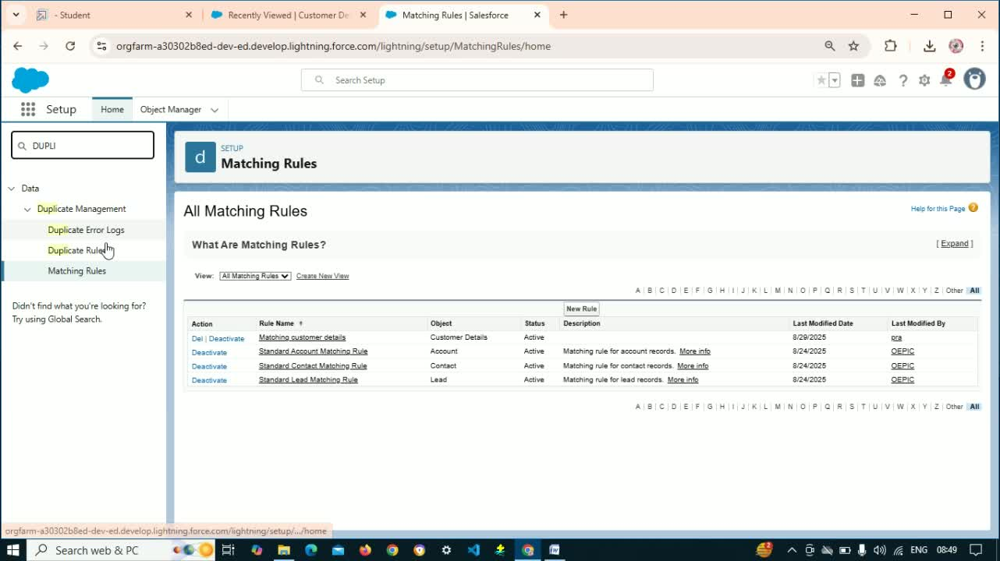 - Student
Recently Viewed | Customer De
Matching Rules | Salesforce
orgfarm-a30302b8ed-dev-ed.develop.lightning.force.com/lightning/setup/MatchingRules/home
Search Setup
2
Setup
Home
Object Manager
DUPLI
Data
Duplicate Management
Duplicate Error Logs
Duplicate Rules
Matching Rules
Didn't find what you're looking for?
Try using Global Search.
d
SETUP
Matching Rules
All Matching Rules
Help for this Page ?
What Are Matching Rules?
[ Expand ]
View: All Matching Rules Create New View
A | B | C | D | E | F | G | H | I | J | K | L | M | N | O | P | Q | R | S | T | U | V | W | X | Y | Z | Other All
New Rule
Action Rule Name Object Status Description Last Modified Date Last Modified By
Del | Deactivate Matching customer details Customer Details Active 8/29/2025 pra
Deactivate Standard Account Matching Rule Account Active Matching rule for account records. More info 8/24/2025 OEPIC
Deactivate Standard Contact Matching Rule Contact Active Matching rule for contact records. More info 8/24/2025 OEPIC
Deactivate Standard Lead Matching Rule Lead Active Matching rule for lead records. More info 8/24/2025 OEPIC
A | B | C | D | E | F | G | H | I | J | K | L | M | N | O | P | Q | R | S | T | U | V | W | X | Y | Z | Other All
orgfarm-a30302b8ed-dev-ed.develop.lightning.force.com/lightning/setup/.../home
Search web & PC
2
ENG
08:49